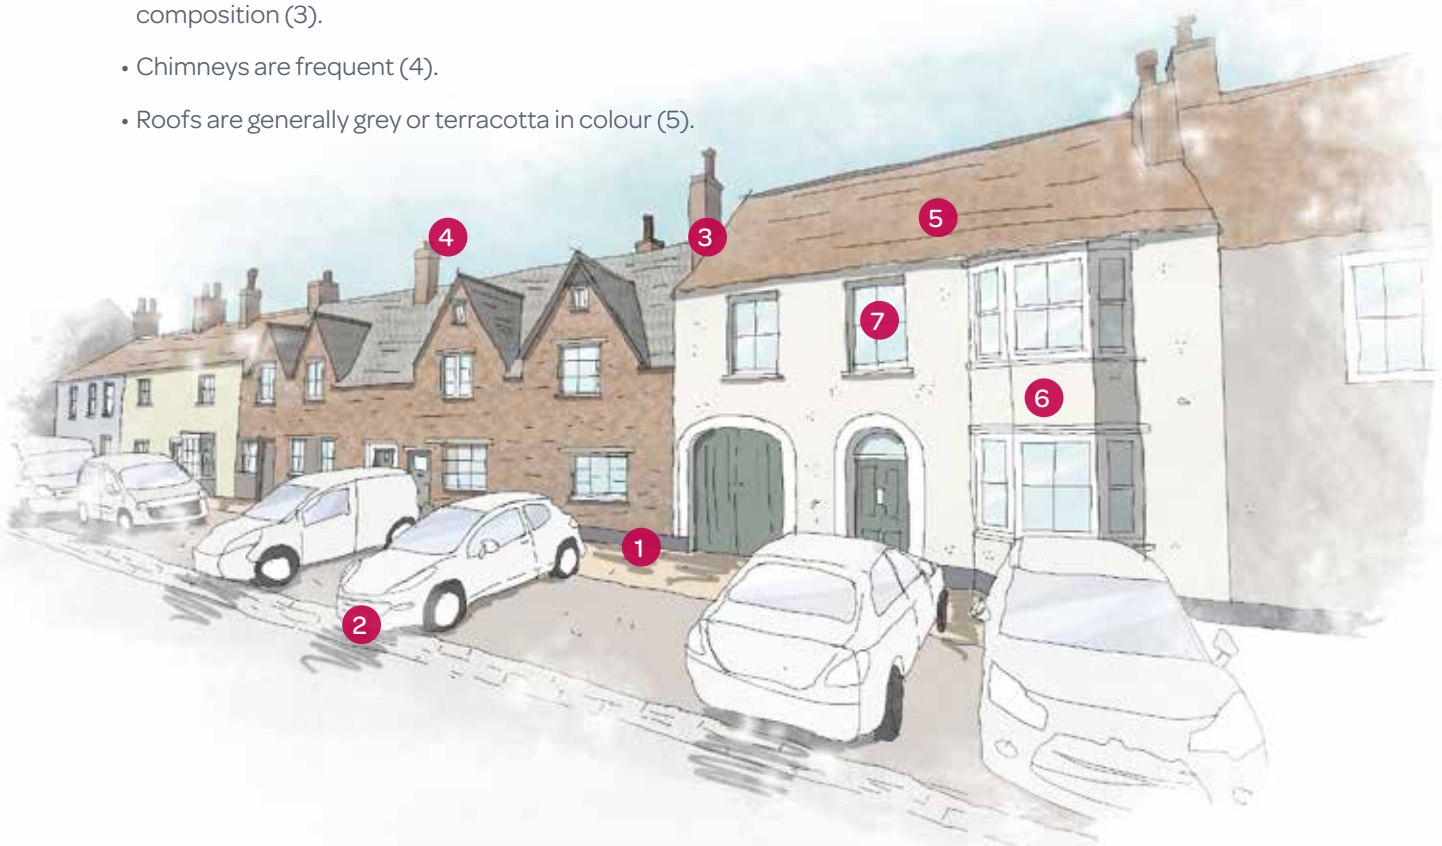 composition (3).
• Chimneys are frequent (4).
• Roofs are generally grey or terracotta in colour (5).
4
3
5
7
6
1
2